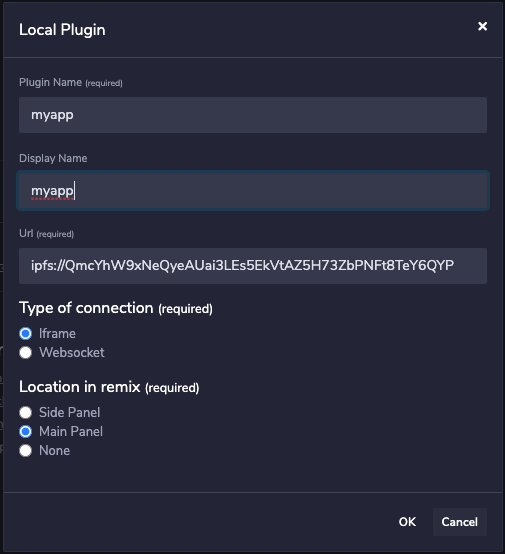 Local Plugin ×
Plugin Name (required)
myapp
Display Name
myapp
Url (required)
ipfs://QmcYhW9xNeQyeAUai3LEs5EkVtAZ5H73ZbPNFt8TeY6QYP
Type of connection (required)
Iframe
Websocket
Location in remix (required)
Side Panel
Main Panel
None
OK Cancel